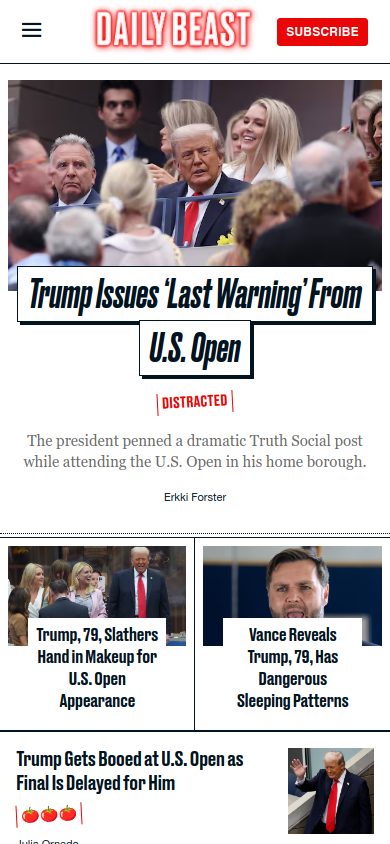 DAILY BEAST
SUBSCRIBE
Trump Issues ‘Last Warning’ From
U.S. Open
DISTRACTED
The president penned a dramatic Truth Social post
while attending the U.S. Open in his home borough.
Erkki Forster
Trump, 79, Slathers
Hand in Makeup for
U.S. Open
Appearance
Vance Reveals
Trump, 79, Has
Dangerous
Sleeping Patterns
Trump Gets Booed at U.S. Open as
Final Is Delayed for Him